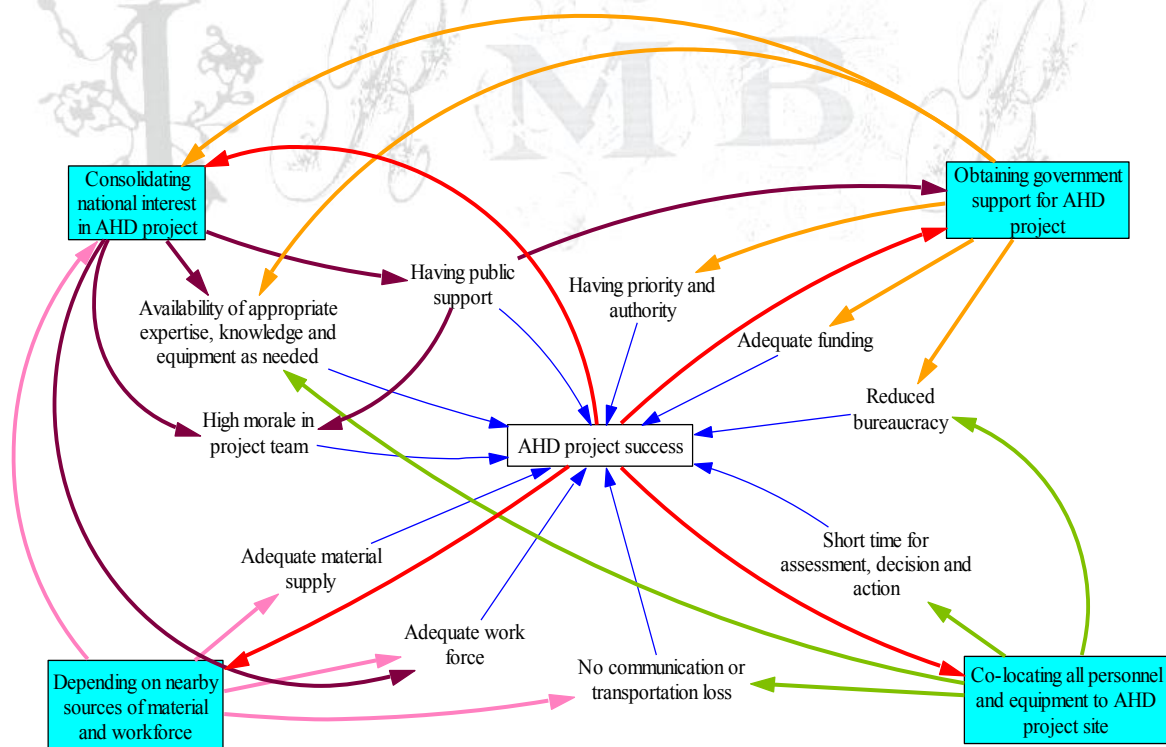 M B
Consolidating
national interest
in AHD project
Obtaining government
support for AHD
project
Having public
support
Having priority and
authority
Availability of appropriate
expertise, knowledge and
equipment as needed
Adequate funding
Reduced
bureaucracy
High morale in
project team
AHD project success
Adequate material
supply
Short time for
assessment, decision and
action
Adequate work
force
No communication or
transportation loss
Depending on nearby
sources of material
and workforce
Co-locating all personnel
and equipment to AHD
project site